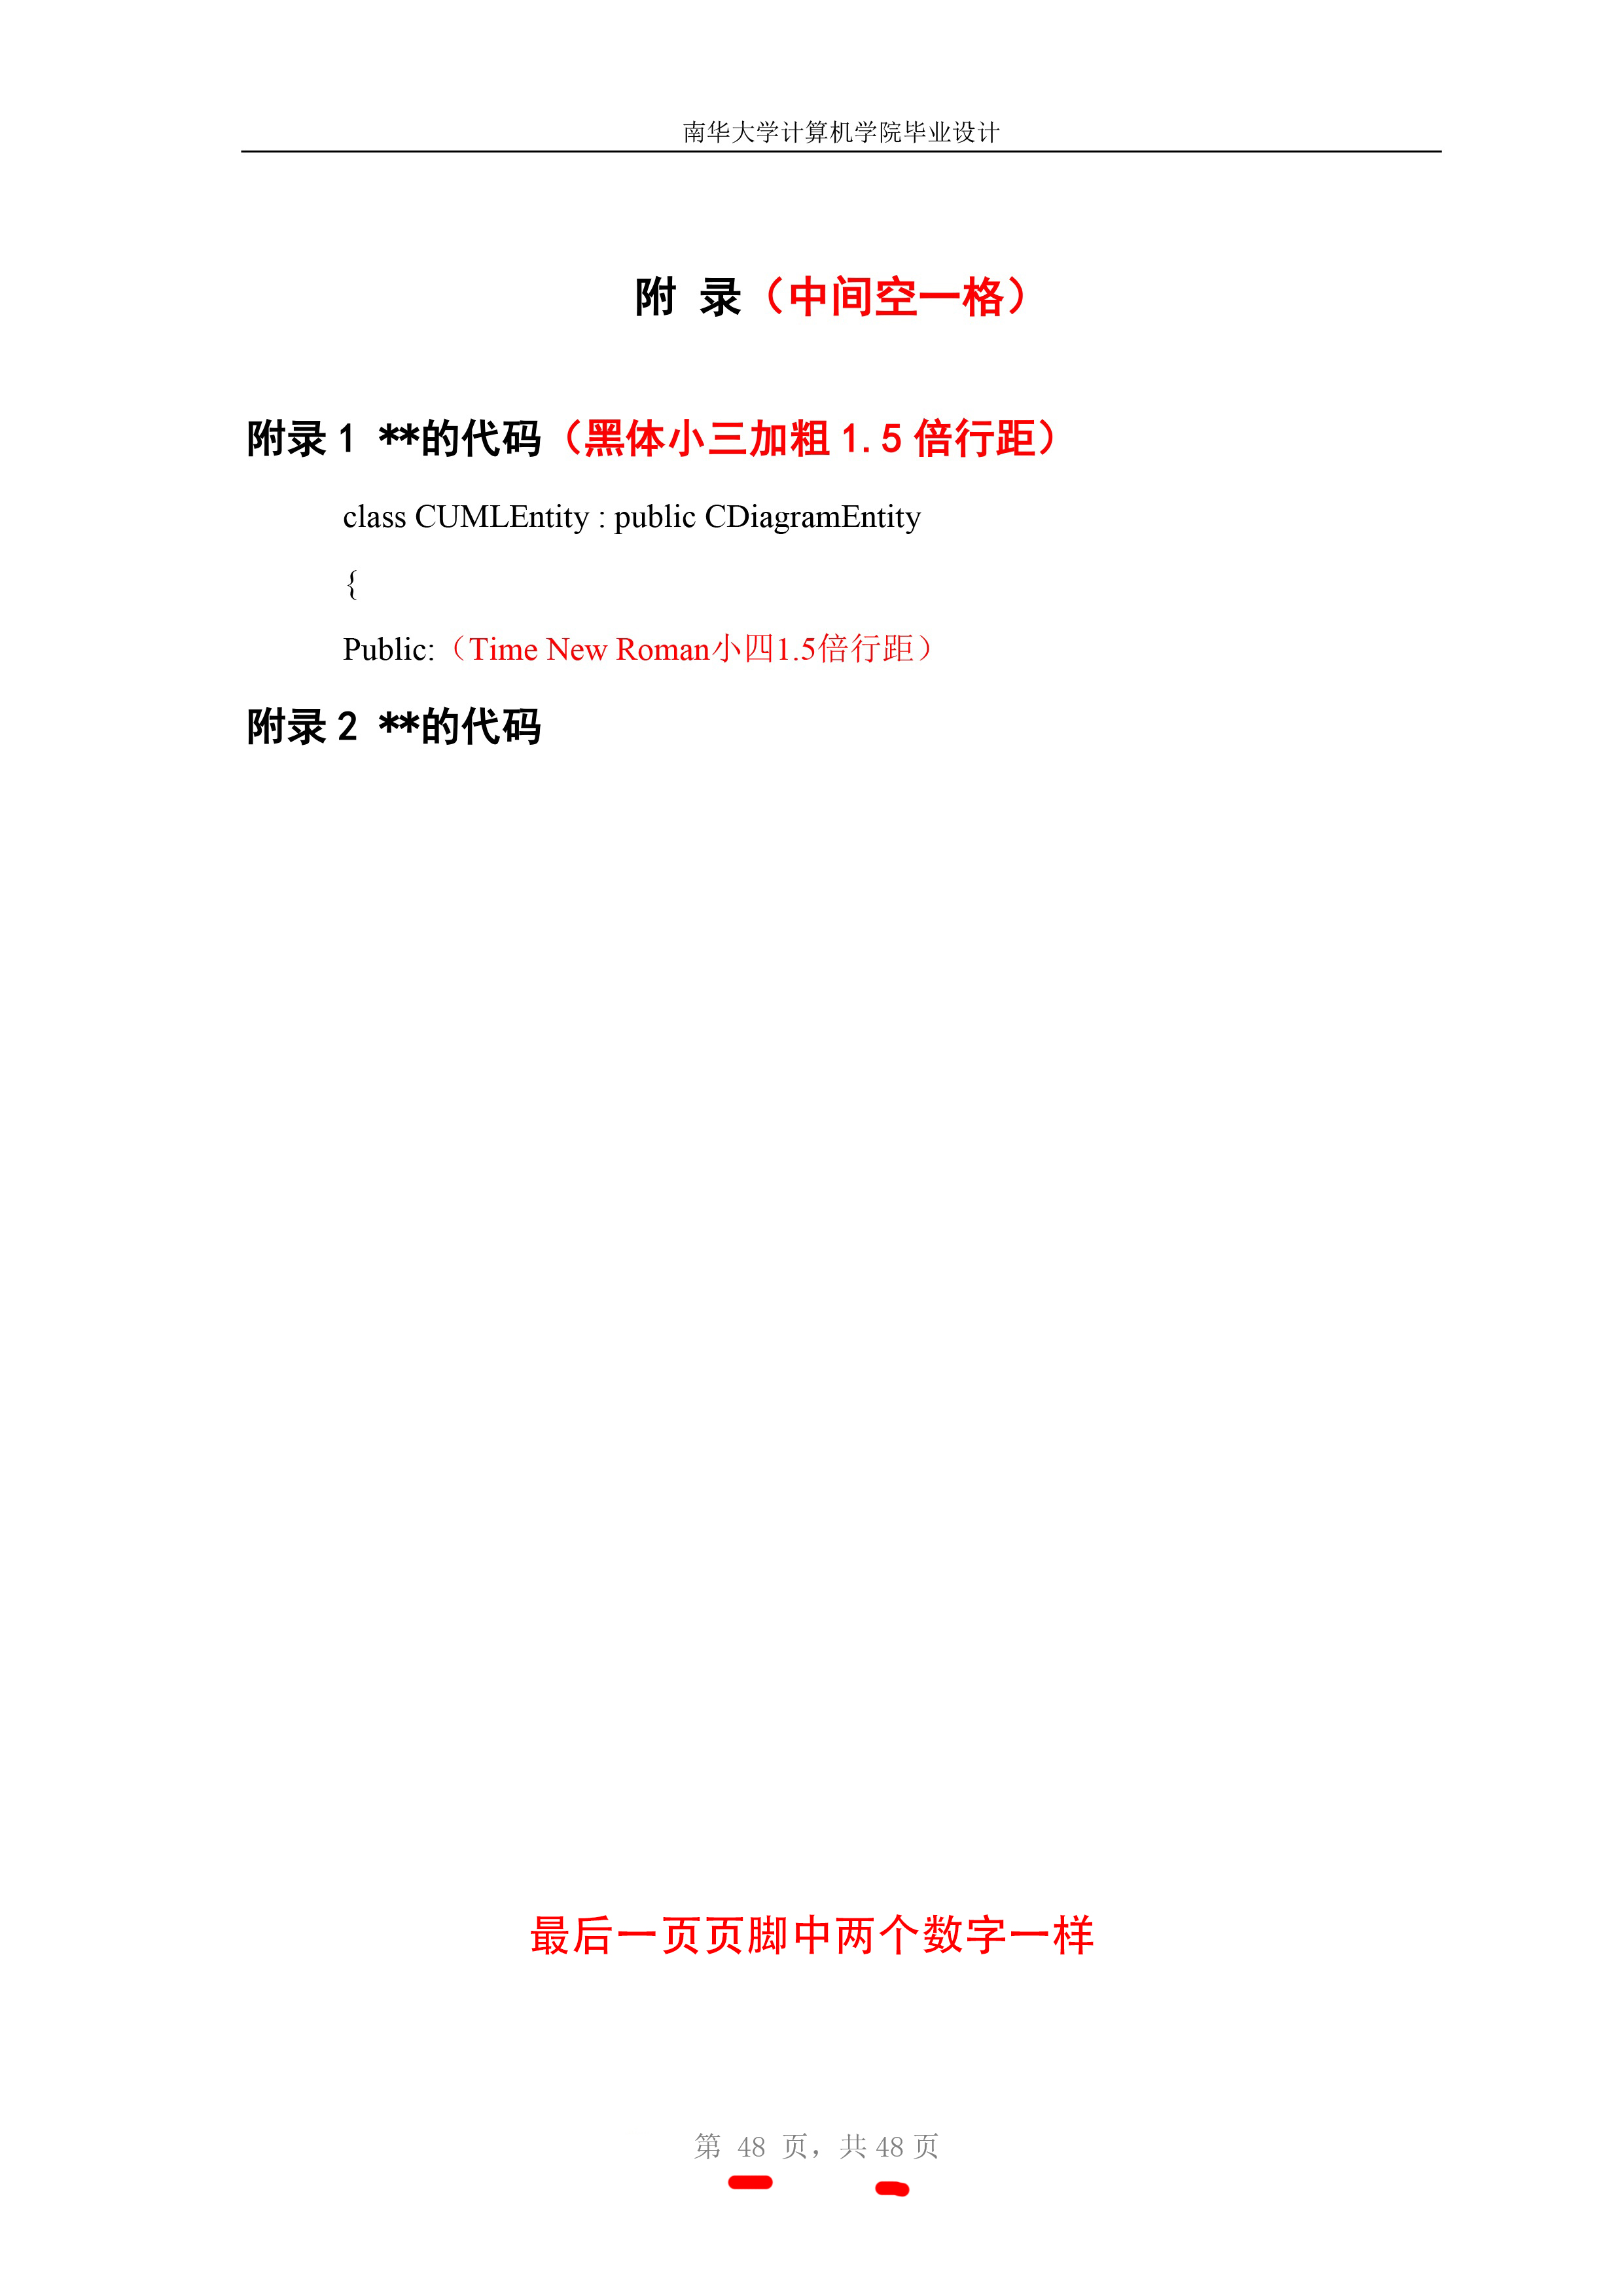 南华大学计算机学院毕业设计
附 录（中间空一格）
附录 1 **的代码（黑体小三加粗 1.5 倍行距）
class CUMLEntity : public CDiagramEntity
{
Public:（Time New Roman小四1.5倍行距）
附录 2 **的代码
最后一页页脚中两个数字一样
第 48 页，共 48 页